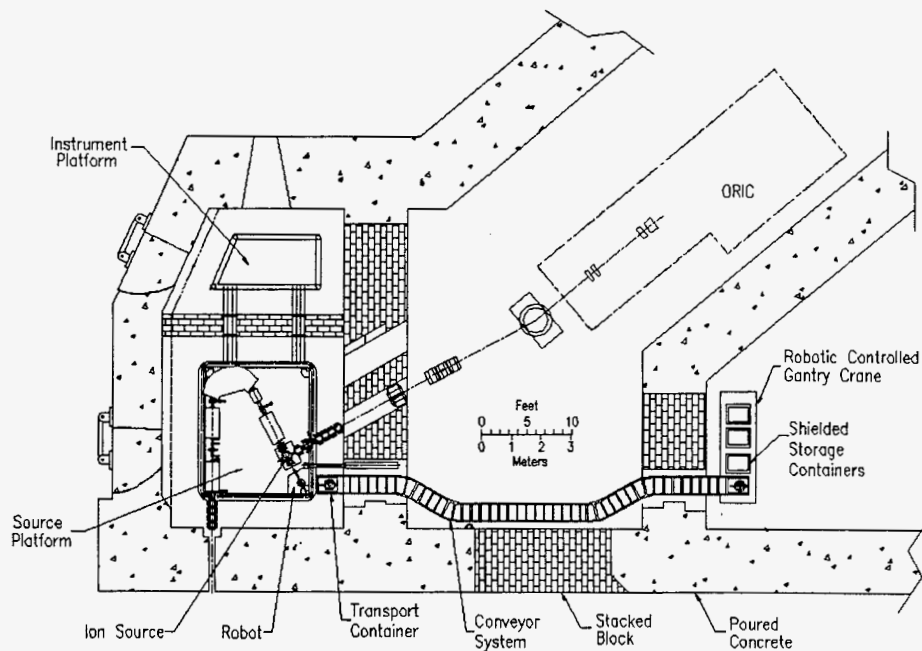 Instrument
Platform
ORIC
Robotic Controlled
Gantry Crane
Feet
0 5 10
0 1 2 3
Meters
Shielded
Storage
Containers
Source
Platform
Ion Source
Robot
Transport
Container
Conveyor
System
Stacked
Block
Poured
Concrete